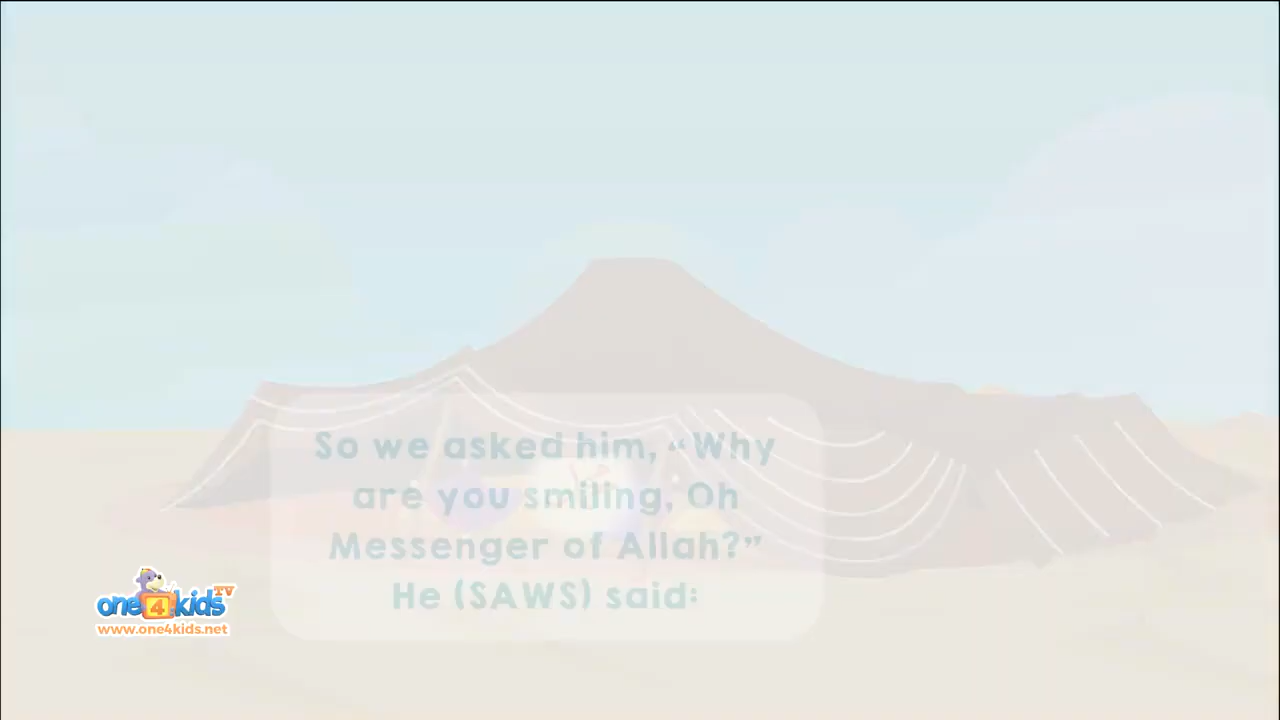 So we asked him, “Why
are you smiling, Oh
Messenger of Allah?”
He (SAWS) said:
one4kids TV
www.one4kids.net